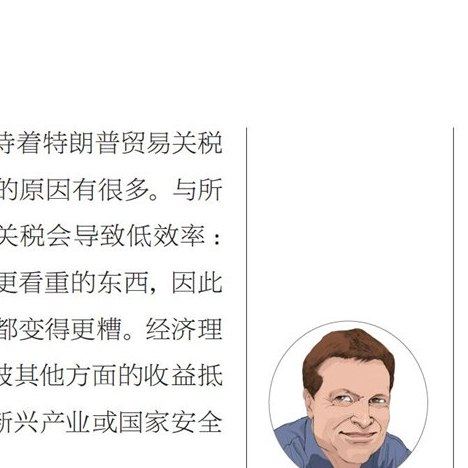 着特朗普贸易关税
的原因有很多。与所
关税会导致低效率：
更看重的东西，因此
都变得更糟。经济理
其他方面的收益抵
新兴产业或国家安全